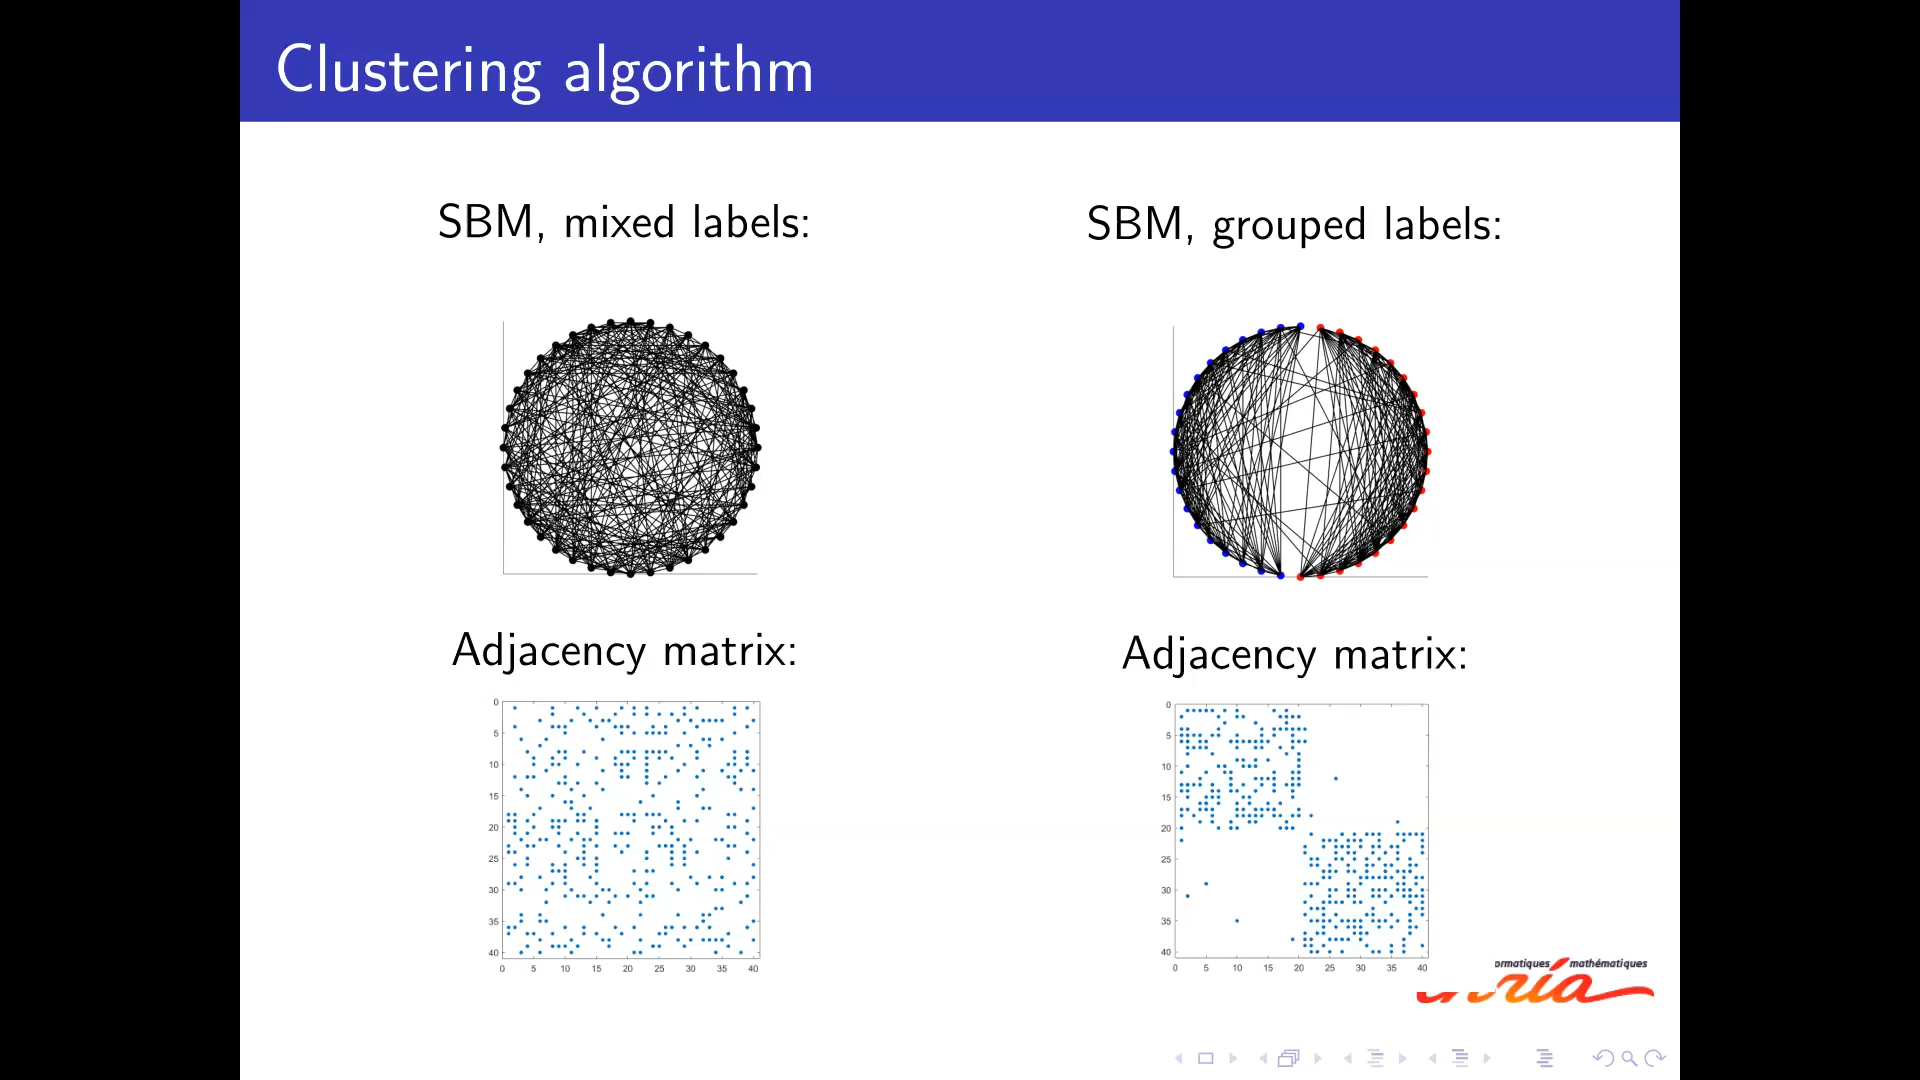 Clustering algorithm
SBM, mixed labels:
SBM, grouped labels:
Adjacency matrix:
Adjacency matrix:
0
5
10
15
20
25
30
35
40
0 5 10 15 20 25 30 35 40
0
5
10
15
20
25
30
35
40
0 5 10 15 20 25 30 35 40
ormatiques mathématiques